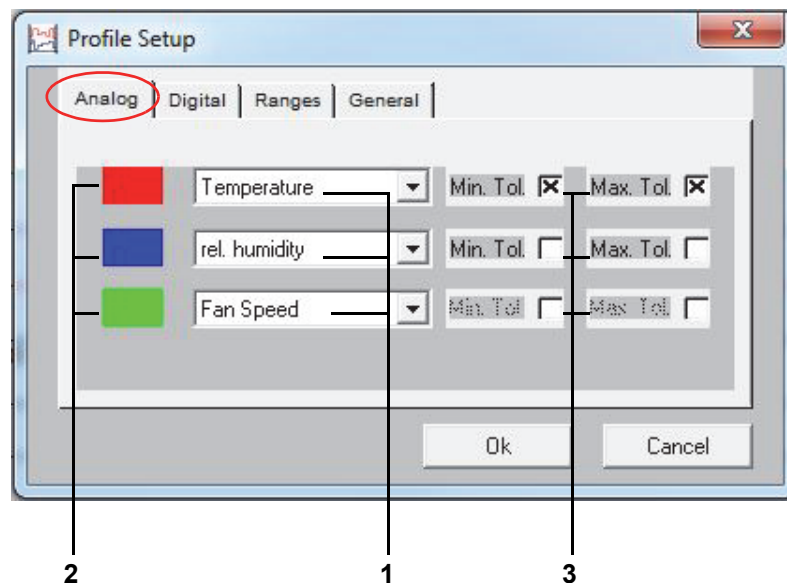 Profile Setup
Analog Digital Ranges General
Temperature Min. Tol. Max. Tol.
rel. humidity Min. Tol. Max. Tol.
Fan Speed Min. Tol Max Tol.
Ok Cancel
2 1 3